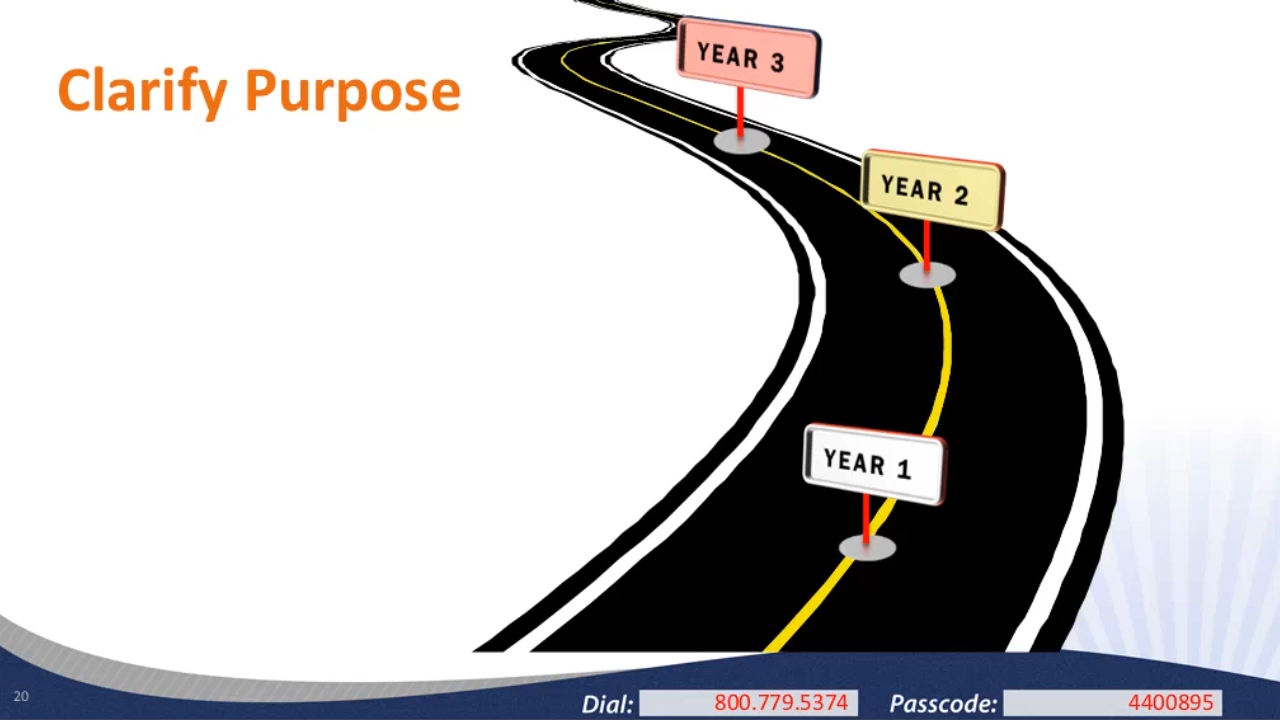 Clarify Purpose
YEAR 3
YEAR 2
YEAR 1
20
Dial: 800.779.5374 Passcode: 4400895